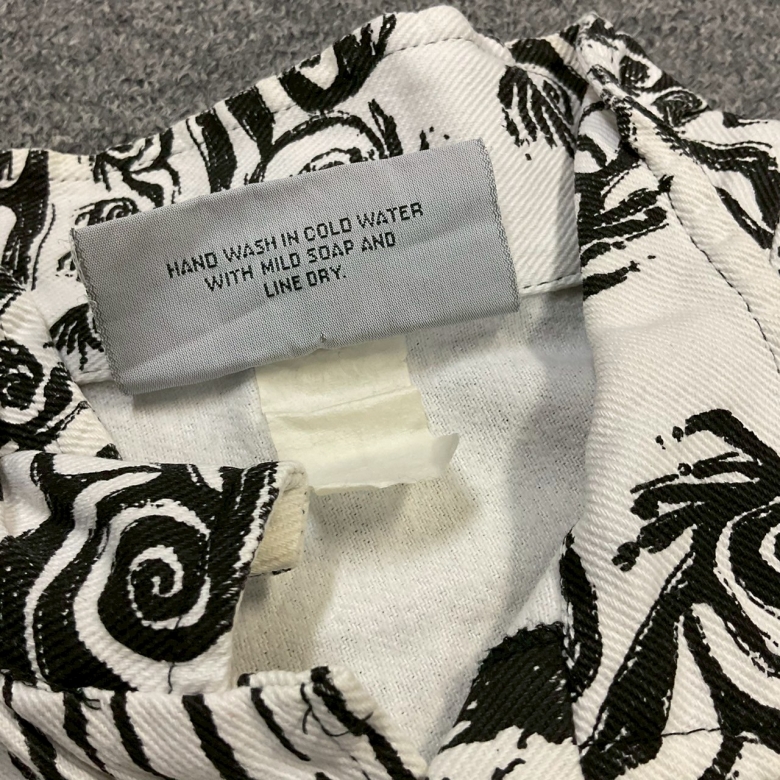 HAND WASH IN COLD WATER
WITH MILD SOAP AND
LINE DRY.